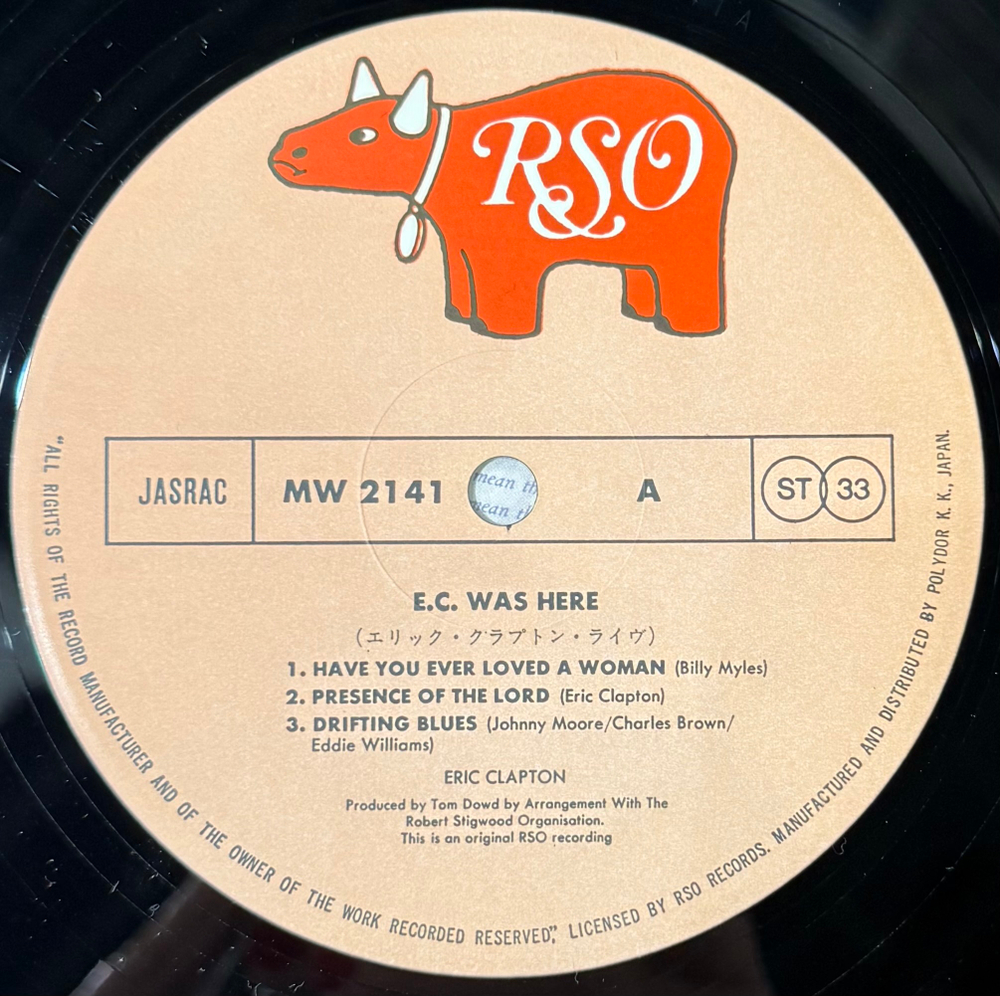 RSO
JASRAC
MW 2141
A
ST 33
E.C. WAS HERE
(エリック・クラプトン・ライヴ)
1. HAVE YOU EVER LOVED A WOMAN (Billy Myles)
2. PRESENCE OF THE LORD (Eric Clapton)
3. DRIFTING BLUES (Johnny Moore/Charles Brown/
Eddie Williams)
ERIC CLAPTON
Produced by Tom Dowd by Arrangement With The
Robert Stigwood Organisation.
This is an original RSO recording
"ALL RIGHTS OF THE RECORD MANUFACTURER AND OF THE OWNER OF THE WORK RECORDED RESERVED," LICENSED BY RSO RECORDS. MANUFACTURED AND DISTRIBUTED BY POLYDOR K. K., JAPAN.
mean
mean